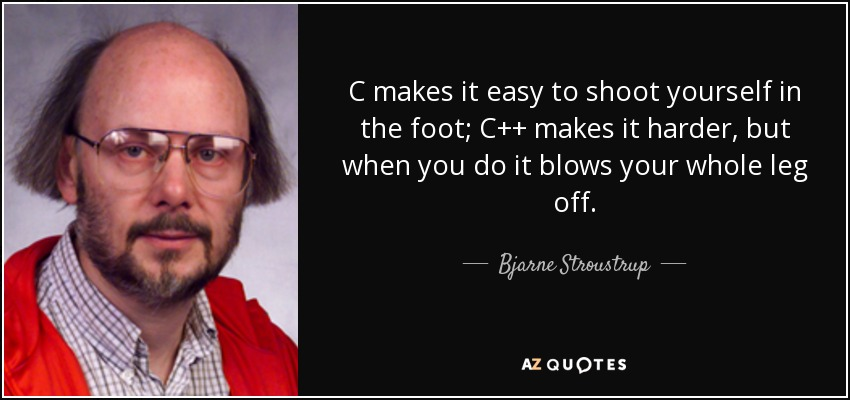 C makes it easy to shoot yourself in
the foot; C++ makes it harder, but
when you do it blows your whole leg
off.
Bjarne Stroustrup
AZ QUOTES